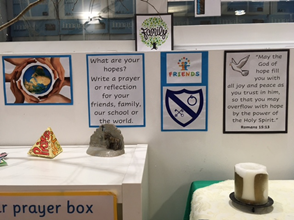 Family
What are your
hopes?
Write a prayer
or reflection
for your
friends, family,
our school or
the world.
FRIENDS
"May the
God of
hope fill you with
all joy and peace
as you trust in him,
so that you may
overflow with hope
by the power of
the Holy Spirit."
Romans 15:13
r prayer box